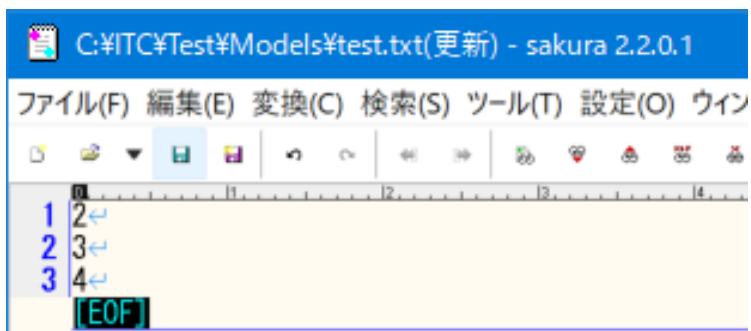 C:¥ITC¥Test¥Models¥test.txt(更新) - sakura 2.2.0.1
ファイル(F) 編集(E) 変換(C) 検索(S) ツール(T) 設定(O) ウィン
0 1 2 3 4
1 2↵
2 3↵
3 4↵
[EOF]